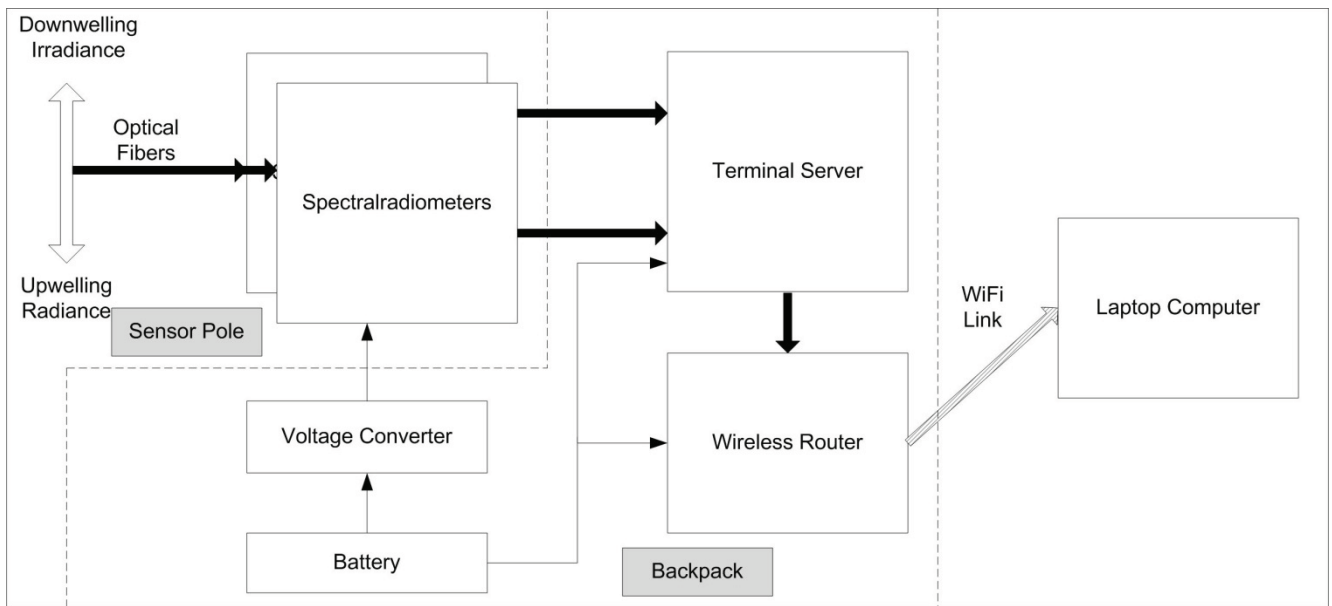 Downwelling
Irradiance
Optical
Fibers
Spectralradiometers
Terminal Server
Upwelling
Radiance
Sensor Pole
WiFi
Link
Laptop Computer
Voltage Converter
Wireless Router
Battery
Backpack